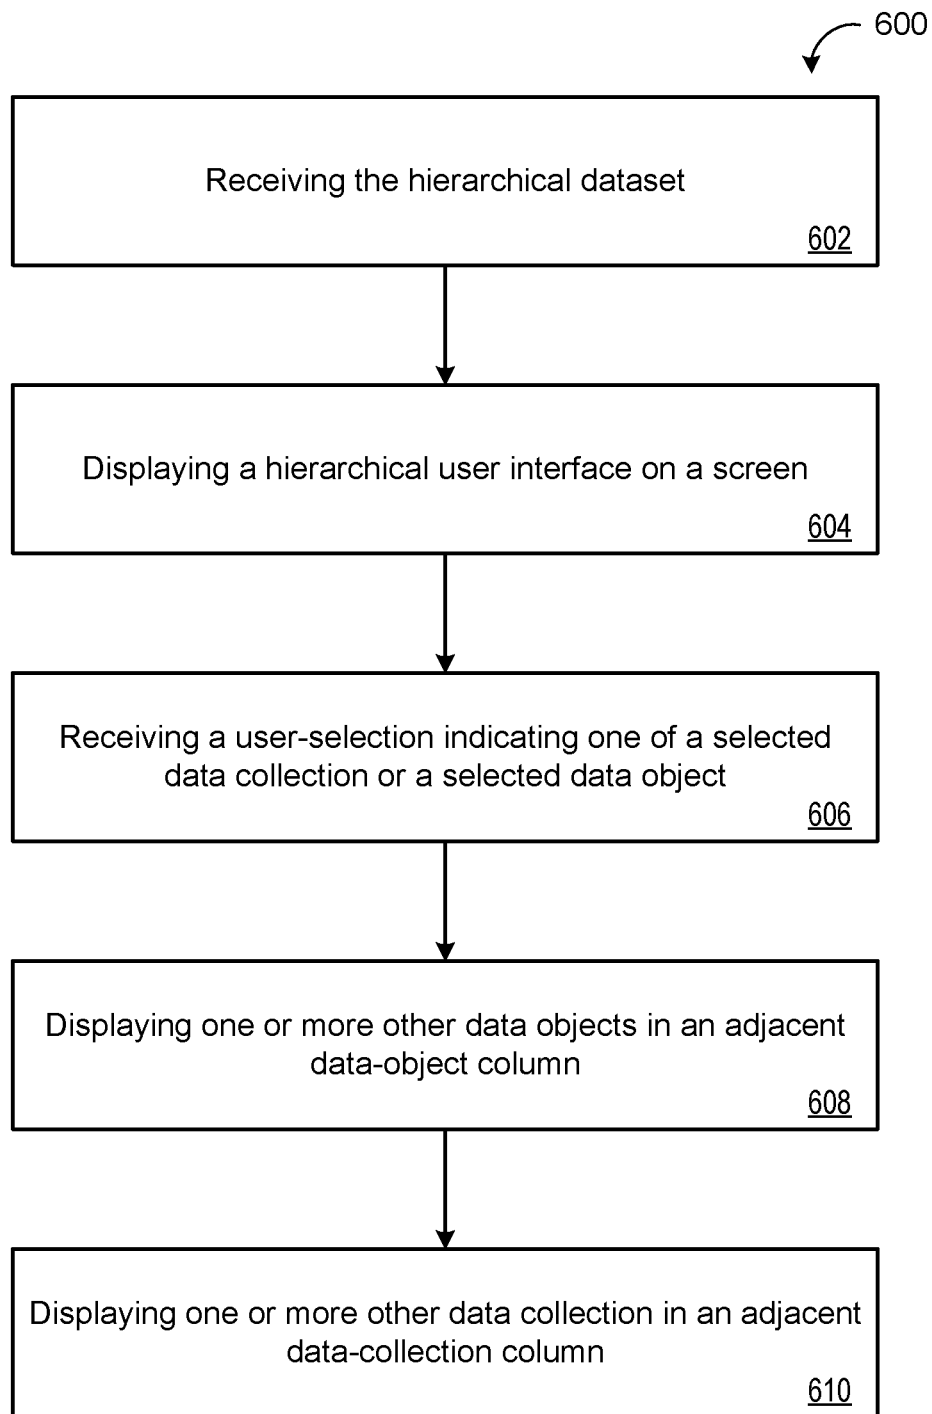 600
Receiving the hierarchical dataset
602
Displaying a hierarchical user interface on a screen
604
Receiving a user-selection indicating one of a selected
data collection or a selected data object
606
Displaying one or more other data objects in an adjacent
data-object column
608
Displaying one or more other data collection in an adjacent
data-collection column
610